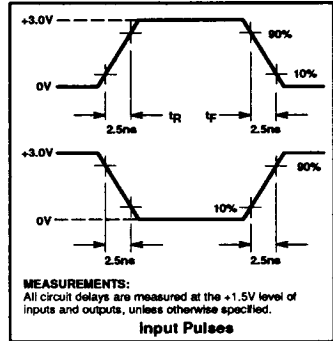 +3.0V
90%
10%
0V
tR
tF
2.5ns
2.5ns
+3.0V
90%
10%
0V
2.5ns
2.5ns
MEASUREMENTS:
All circuit delays are measured at the +1.5V level of
inputs and outputs, unless otherwise specified.
Input Pulses